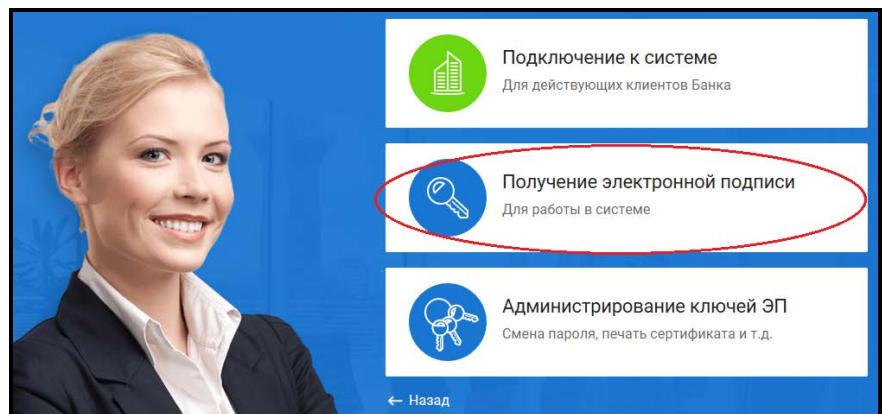 Подключение к системе
Для действующих клиентов Банка
Получение электронной подписи
Для работы в системе
Администрирование ключей ЭП
Смена пароля, печать сертификата и т.д.
← Назад